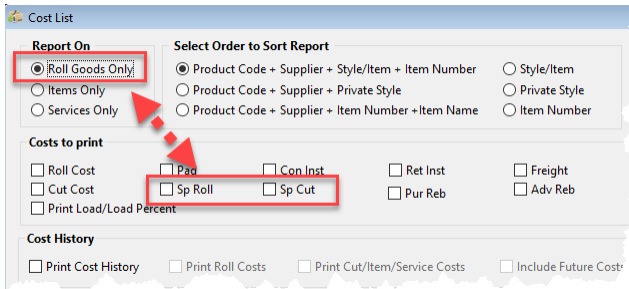 Cost List
Report On
Select Order to Sort Report
Roll Goods Only
Product Code + Supplier + Style/Item + Item Number
Style/Item
Items Only
Product Code + Supplier + Private Style
Private Style
Services Only
Product Code + Supplier + Item Number +Item Name
Item Number
Costs to print
Roll Cost
Pad
Con Inst
Ret Inst
Freight
Cut Cost
Sp Roll
Sp Cut
Pur Reb
Adv Reb
Print Load/Load Percent
Cost History
Print Cost History
Print Roll Costs
Print Cut/Item/Service Costs
Include Future Costs